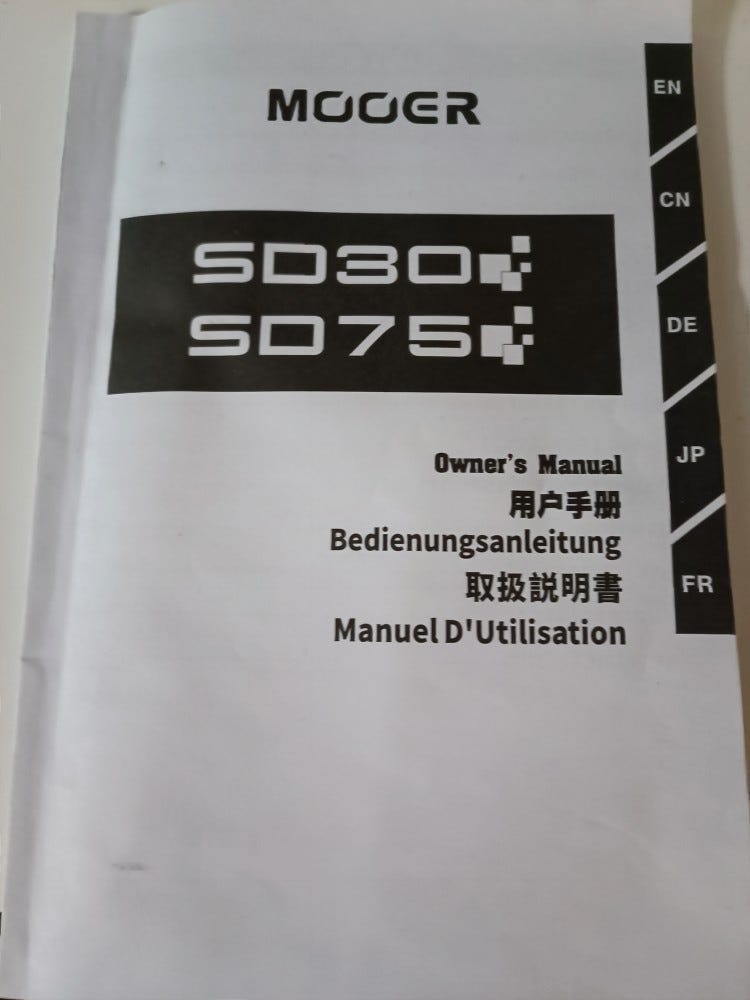 MOOER
SD30
SD75
Owner's Manual
用户手册
Bedienungsanleitung
取扱説明書
Manuel D'Utilisation
EN
CN
DE
JP
FR